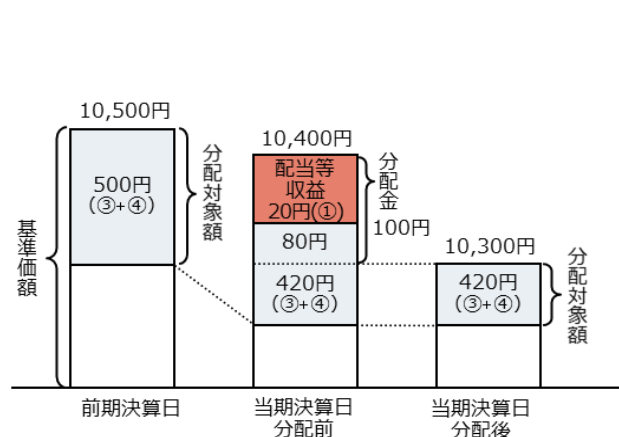 10,500円
500円
(③+④)
分配対象額
基準価額
10,400円
配当等
収益
20円(①)
80円
420円
(③+④)
分配金
100円
10,300円
420円
(③+④)
分配対象額
前期決算日
当期決算日
分配前
当期決算日
分配後